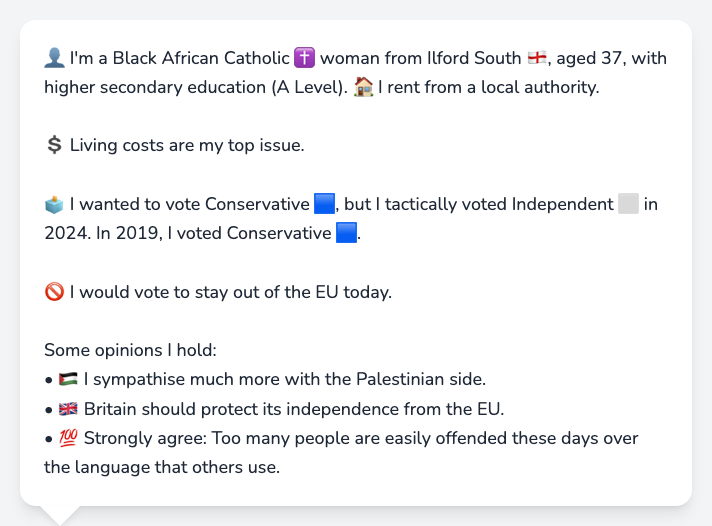 👤 I'm a Black African Catholic ✝️ woman from Ilford South 🏴󠁧󠁢󠁥󠁮󠁧󠁿, aged 37, with
higher secondary education (A Level). 🏠 I rent from a local authority.
💲 Living costs are my top issue.
🗳️ I wanted to vote Conservative 🟦, but I tactically voted Independent ⬜ in
2024. In 2019, I voted Conservative 🟦.
🚫 I would vote to stay out of the EU today.
Some opinions I hold:
• 🇵🇸 I sympathise much more with the Palestinian side.
• 🇬🇧 Britain should protect its independence from the EU.
• 💯 Strongly agree: Too many people are easily offended these days over
the language that others use.